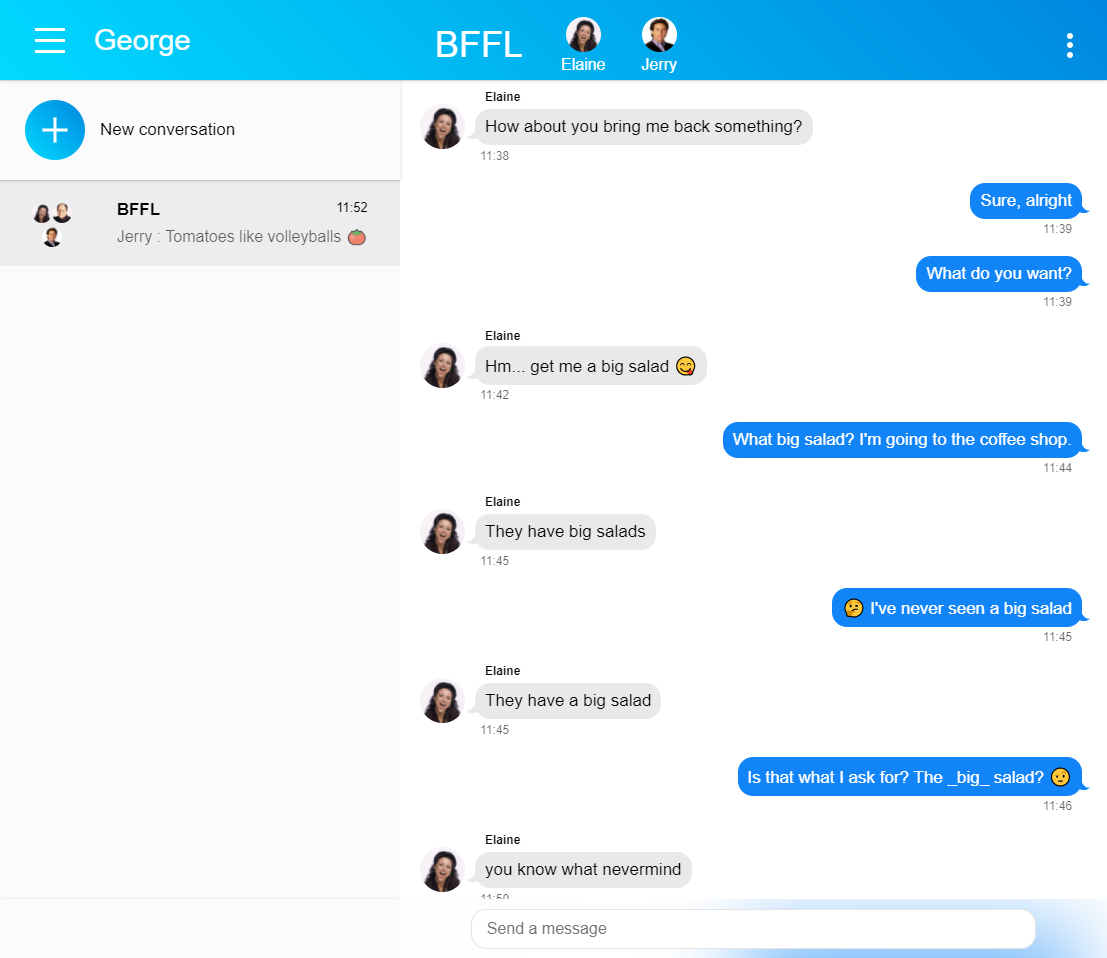 George
BFFL
Elaine
Jerry
New conversation
BFFL
11:52
Jerry : Tomatoes like volleyballs 🍅
Elaine
How about you bring me back something?
11:38
Sure, alright
11:39
What do you want?
11:39
Elaine
Hm... get me a big salad 😋
11:42
What big salad? I'm going to the coffee shop.
11:44
Elaine
They have big salads
11:45
🤔 I've never seen a big salad
11:45
Elaine
They have a big salad
11:45
Is that what I ask for? The _big_ salad? 🤨
11:46
Elaine
you know what nevermind
11:50
Send a message